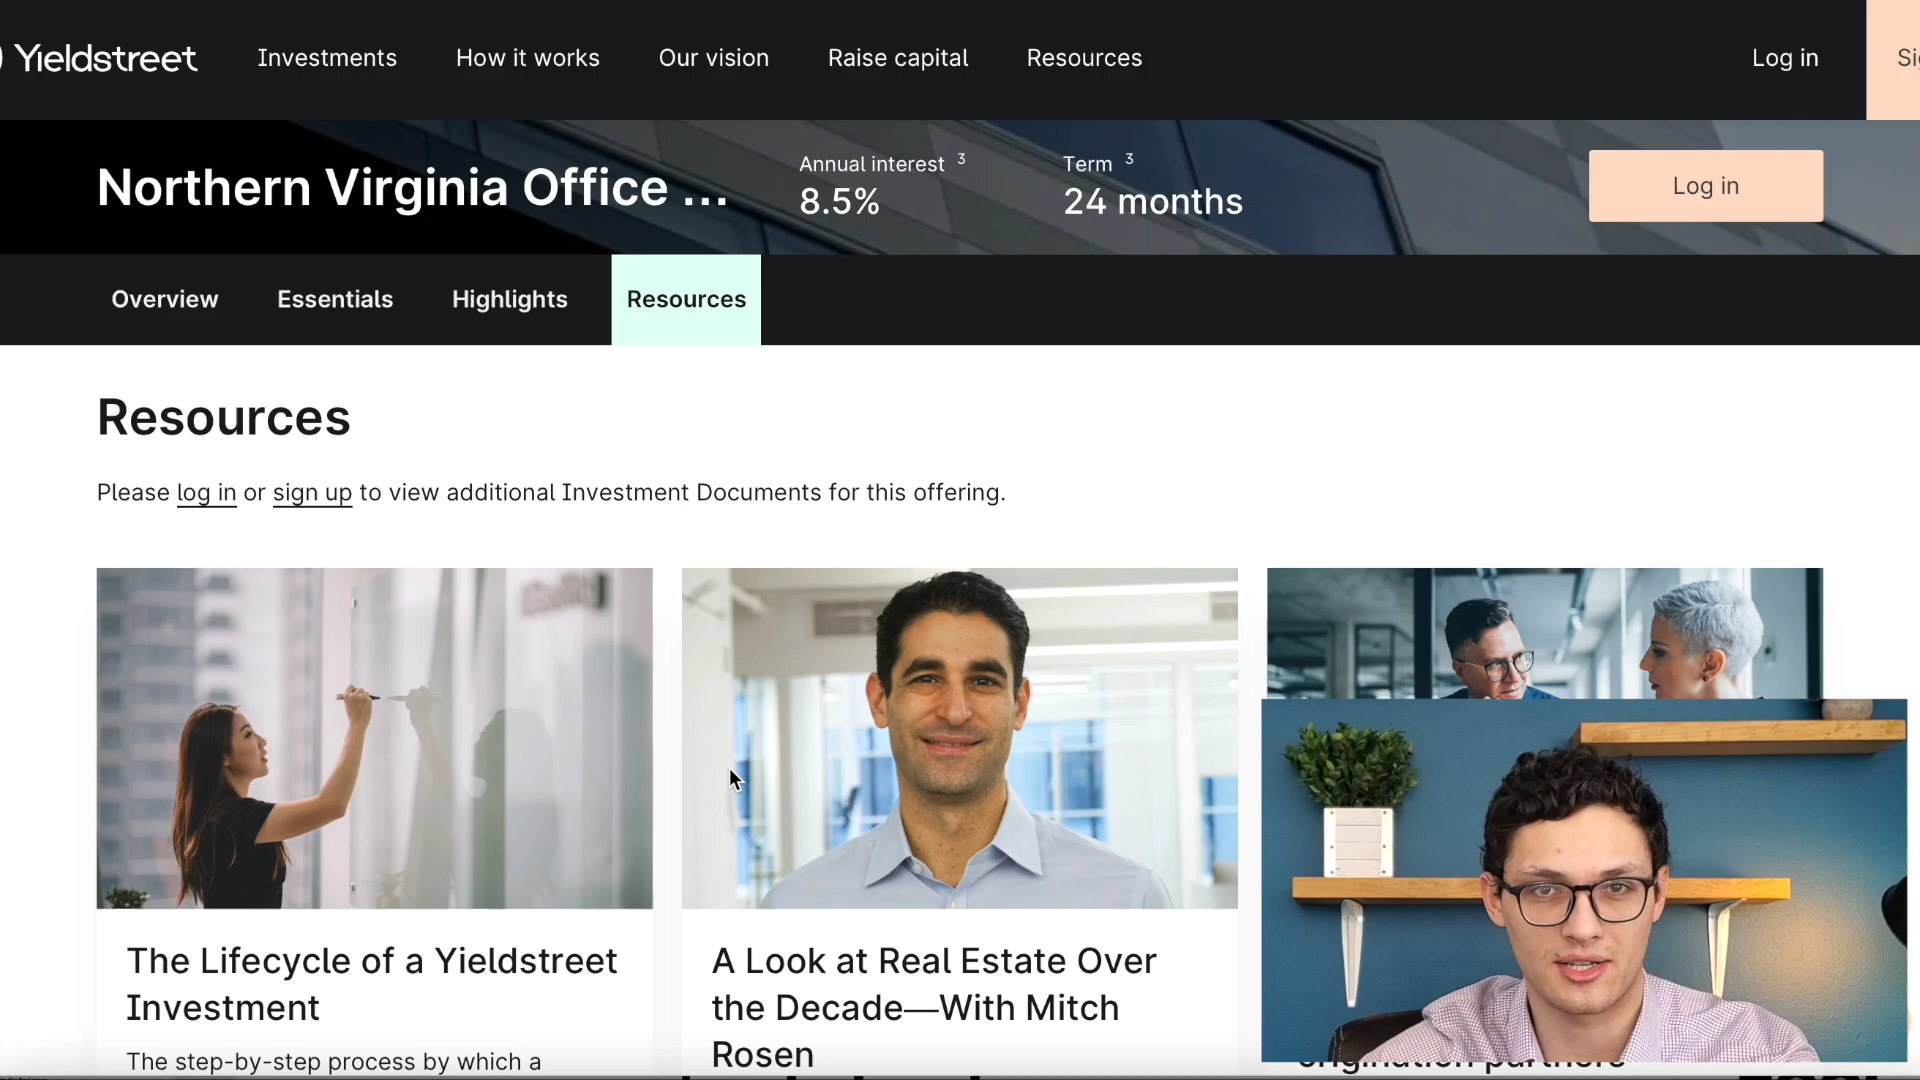 Yieldstreet Investments How it works Our vision Raise capital Resources Log in
Northern Virginia Office ...
Annual interest 3
8.5%
Term 3
24 months
Log in
Overview Essentials Highlights Resources
Resources
Please log in or sign up to view additional Investment Documents for this offering.
The Lifecycle of a Yieldstreet
Investment
The step-by-step process by which a
A Look at Real Estate Over
the Decade—With Mitch
Rosen
origination partners